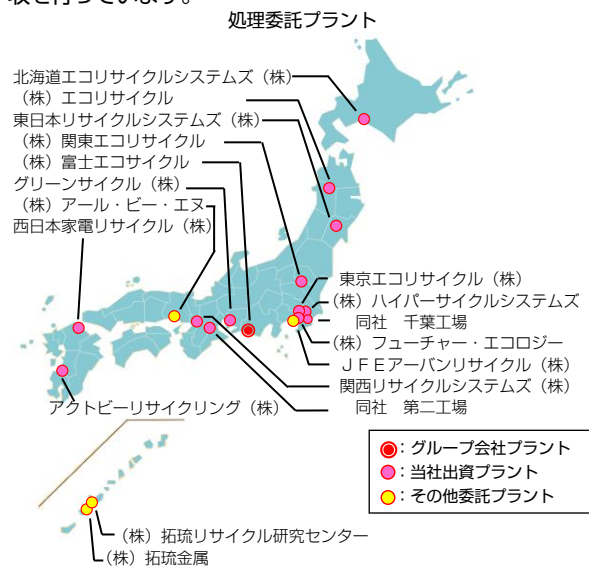 処理委託プラント
北海道エコリサイクルシステムズ（株）
（株）エコリサイクル
東日本リサイクルシステムズ（株）
（株）関東エコリサイクル
（株）富士エコサイクル
グリーンサイクル（株）
（株）アール・ビー・エヌ
西日本家電リサイクル（株）
東京エコリサイクル（株）
（株）ハイパーサイクルシステムズ
同社　千葉工場
（株）フューチャー・エコロジー
ＪＦＥアーバンリサイクル（株）
関西リサイクルシステムズ（株）
同社　第二工場
アクトビーリサイクリング（株）
：グループ会社プラント
：当社出資プラント
：その他委託プラント
（株）拓琉リサイクル研究センター
（株）拓琉金属